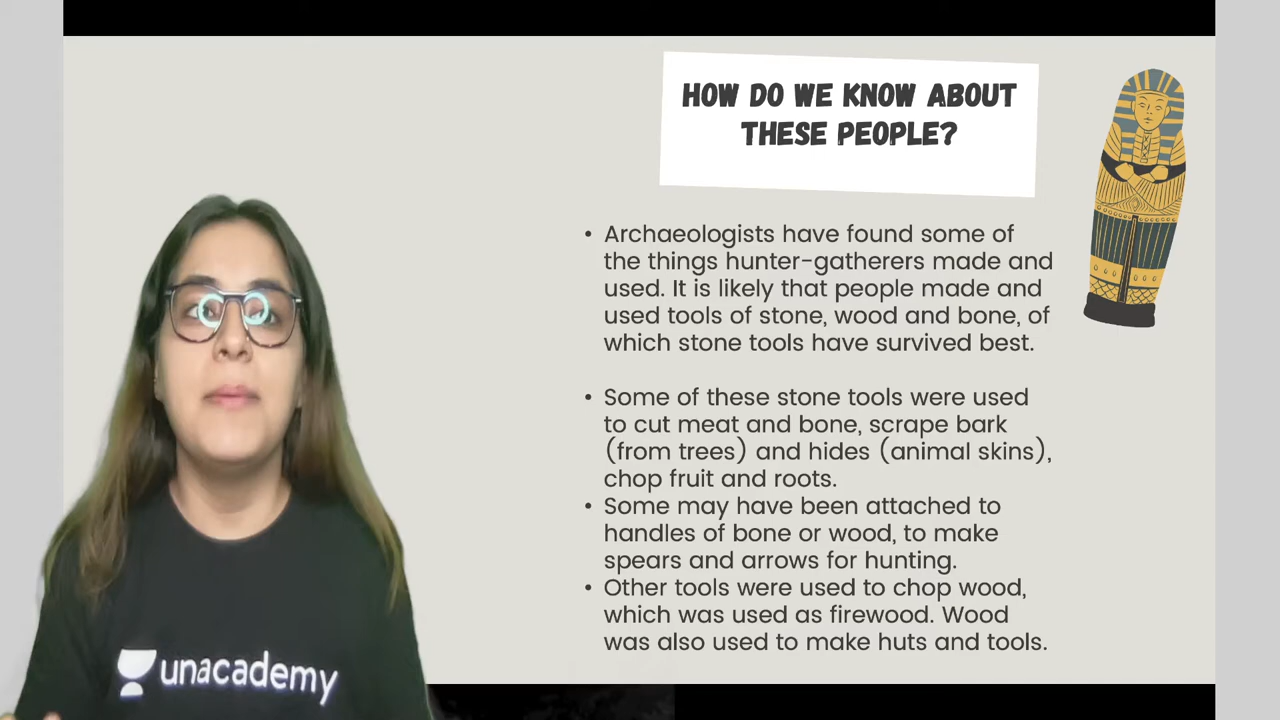 HOW DO WE KNOW ABOUT
THESE PEOPLE?
• Archaeologists have found some of
the things hunter-gatherers made and
used. It is likely that people made and
used tools of stone, wood and bone, of
which stone tools have survived best.
• Some of these stone tools were used
to cut meat and bone, scrape bark
(from trees) and hides (animal skins),
chop fruit and roots.
• Some may have been attached to
handles of bone or wood, to make
spears and arrows for hunting.
• Other tools were used to chop wood,
which was used as firewood. Wood
was also used to make huts and tools.
unacademy